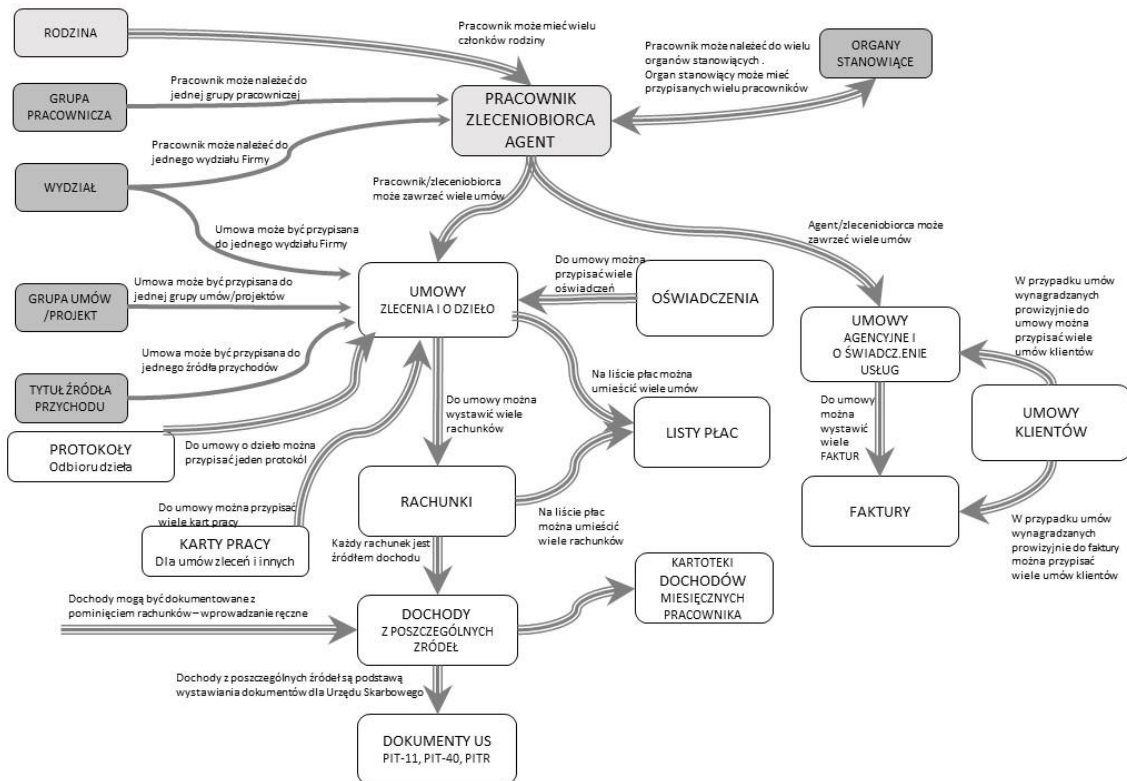 RODZINA
Pracownik może mieć wielu
członków rodziny
Pracownik może należeć do wielu
organów stanowiących .
Organ stanowiący może mieć
przypisanych wielu pracowników
ORGANY
STANOWIĄCE
GRUPA
PRACOWNICZA
Pracownik może należeć do
jednej grupy pracowniczej
PRACOWNIK
ZLECENIOBIORCA
AGENT
WYDZIAŁ
Pracownik może należeć do
jednego wydziału Firmy
Pracownik/zleceniobiorca
może zawrzeć wiele umów
Umowa może być przypisana
do jednego wydziału Firmy
Agent/zleceniobiorca może
zawrzeć wiele umów
GRUPA UMÓW
/PROJEKT
Umowa może być przypisana do
jednej grupy umów/projektów
UMOWY
ZLECENIA I O DZIEŁO
Do umowy można
przypisać wiele
oświadczeń
OŚWIADCZENIA
UMOWY
AGENCYJNE I
O ŚWIADCZ.ENIE
USŁUG
W przypadku umów
wynagradzanych
prowizyjnie do
umowy można
przypisać wiele
umów klientów
TYTUŁ ŹRÓDŁA
PRZYCHODU
Umowa może być przypisana do
jednego źródła przychodów
Na liście płac można
umieścić wiele umów
PROTOKOŁY
Odbioru dzieła
Do umowy o dzieło można
przypisać jeden protokół
Do umowy można
wystawić wiele
rachunków
LISTY PŁAC
Do umowy
można
wystawić
wiele
FAKTUR
UMOWY
KLIENTÓW
Do umowy można przypisać
wiele kart pracy
RACHUNKI
Na liście płac
można umieścić
wiele rachunków
FAKTURY
KARTY PRACY
Dla umów zleceń i innych
Każdy rachunek jest
źródłem dochodu
W przypadku umów
wynagradzanych
prowizyjnie do faktury
można przypisać
wiele umów klientów
KARTOTEKI
DOCHODÓW
MIESIĘCZNYCH
PRACOWNIKA
Dochody mogą być dokumentowane z
pominięciem rachunków – wprowadzanie ręczne
DOCHODY
Z POSZCZEGÓLNYCH
ZRÓDEŁ
Dochody z poszczególnych źródeł są podstawą
wystawiania dokumentów dla Urzędu Skarbowego
DOKUMENTY US
PIT-11, PIT-40, PITR